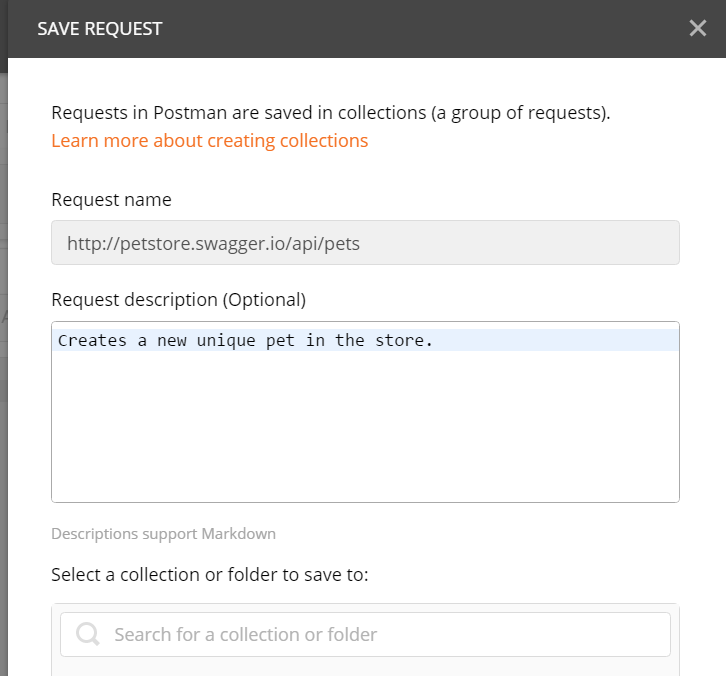 SAVE REQUEST
Requests in Postman are saved in collections (a group of requests).
Learn more about creating collections
Request name
http://petstore.swagger.io/api/pets
Request description (Optional)
Creates a new unique pet in the store.
Descriptions support Markdown
Select a collection or folder to save to:
Search for a collection or folder